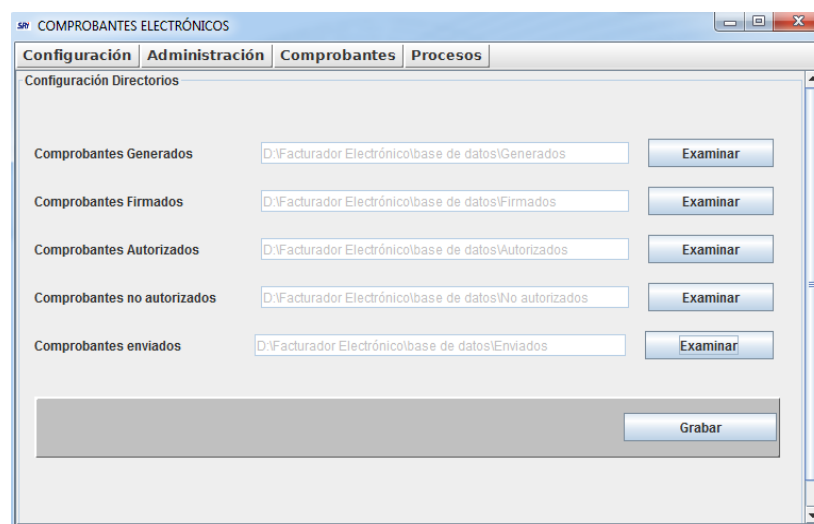 SRI COMPROBANTES ELECTRÓNICOS
Configuración Administración Comprobantes Procesos
Configuración Directorios
Comprobantes Generados D:\Facturador Electrónico\base de datos\Generados Examinar
Comprobantes Firmados D:\Facturador Electrónico\base de datos\Firmados Examinar
Comprobantes Autorizados D:\Facturador Electrónico\base de datos\Autorizados Examinar
Comprobantes no autorizados D:\Facturador Electrónico\base de datos\No autorizados Examinar
Comprobantes enviados D:\Facturador Electrónico\base de datos\Enviados Examinar
Grabar